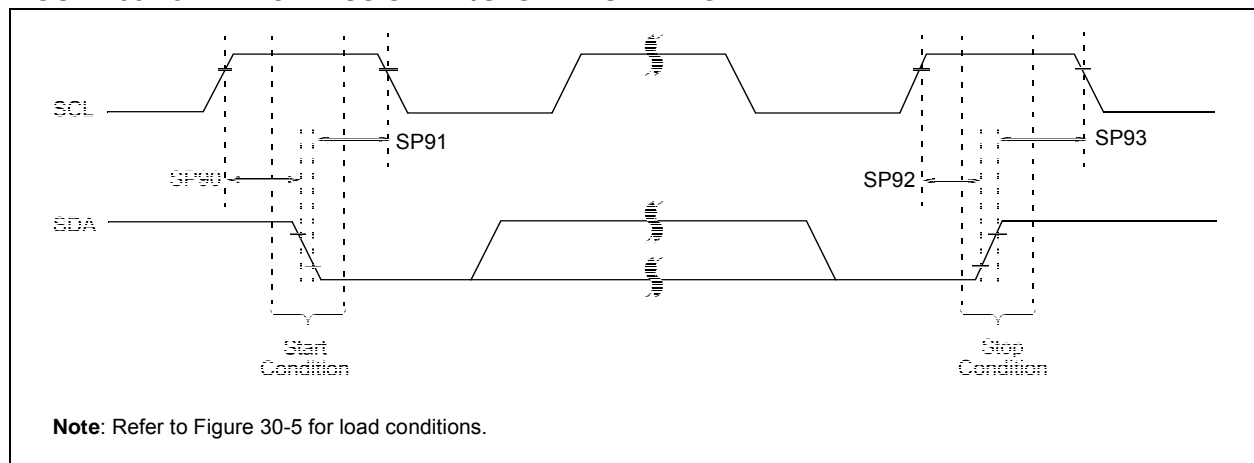 SCL
SP91
SP93
SP90
SP92
SDA
Start
Condition
Stop
Condition
Note: Refer to Figure 30-5 for load conditions.